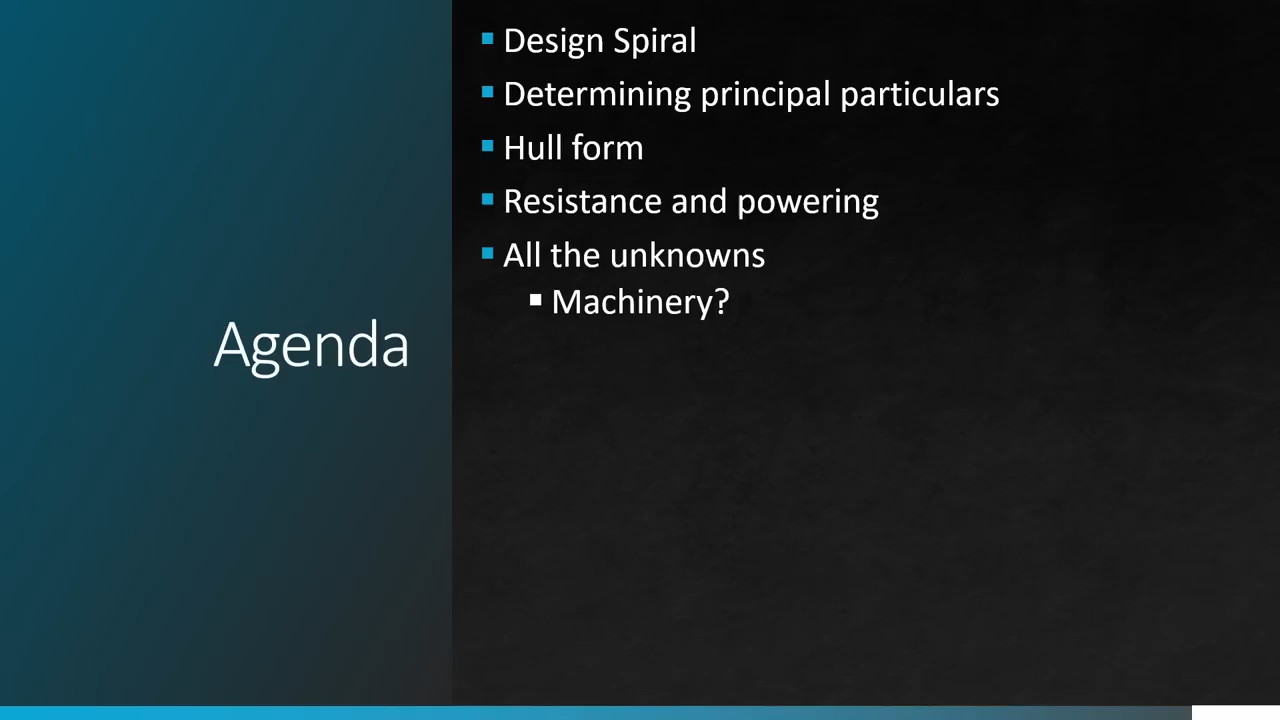 Agenda
Design Spiral
Determining principal particulars
Hull form
Resistance and powering
All the unknowns
Machinery?